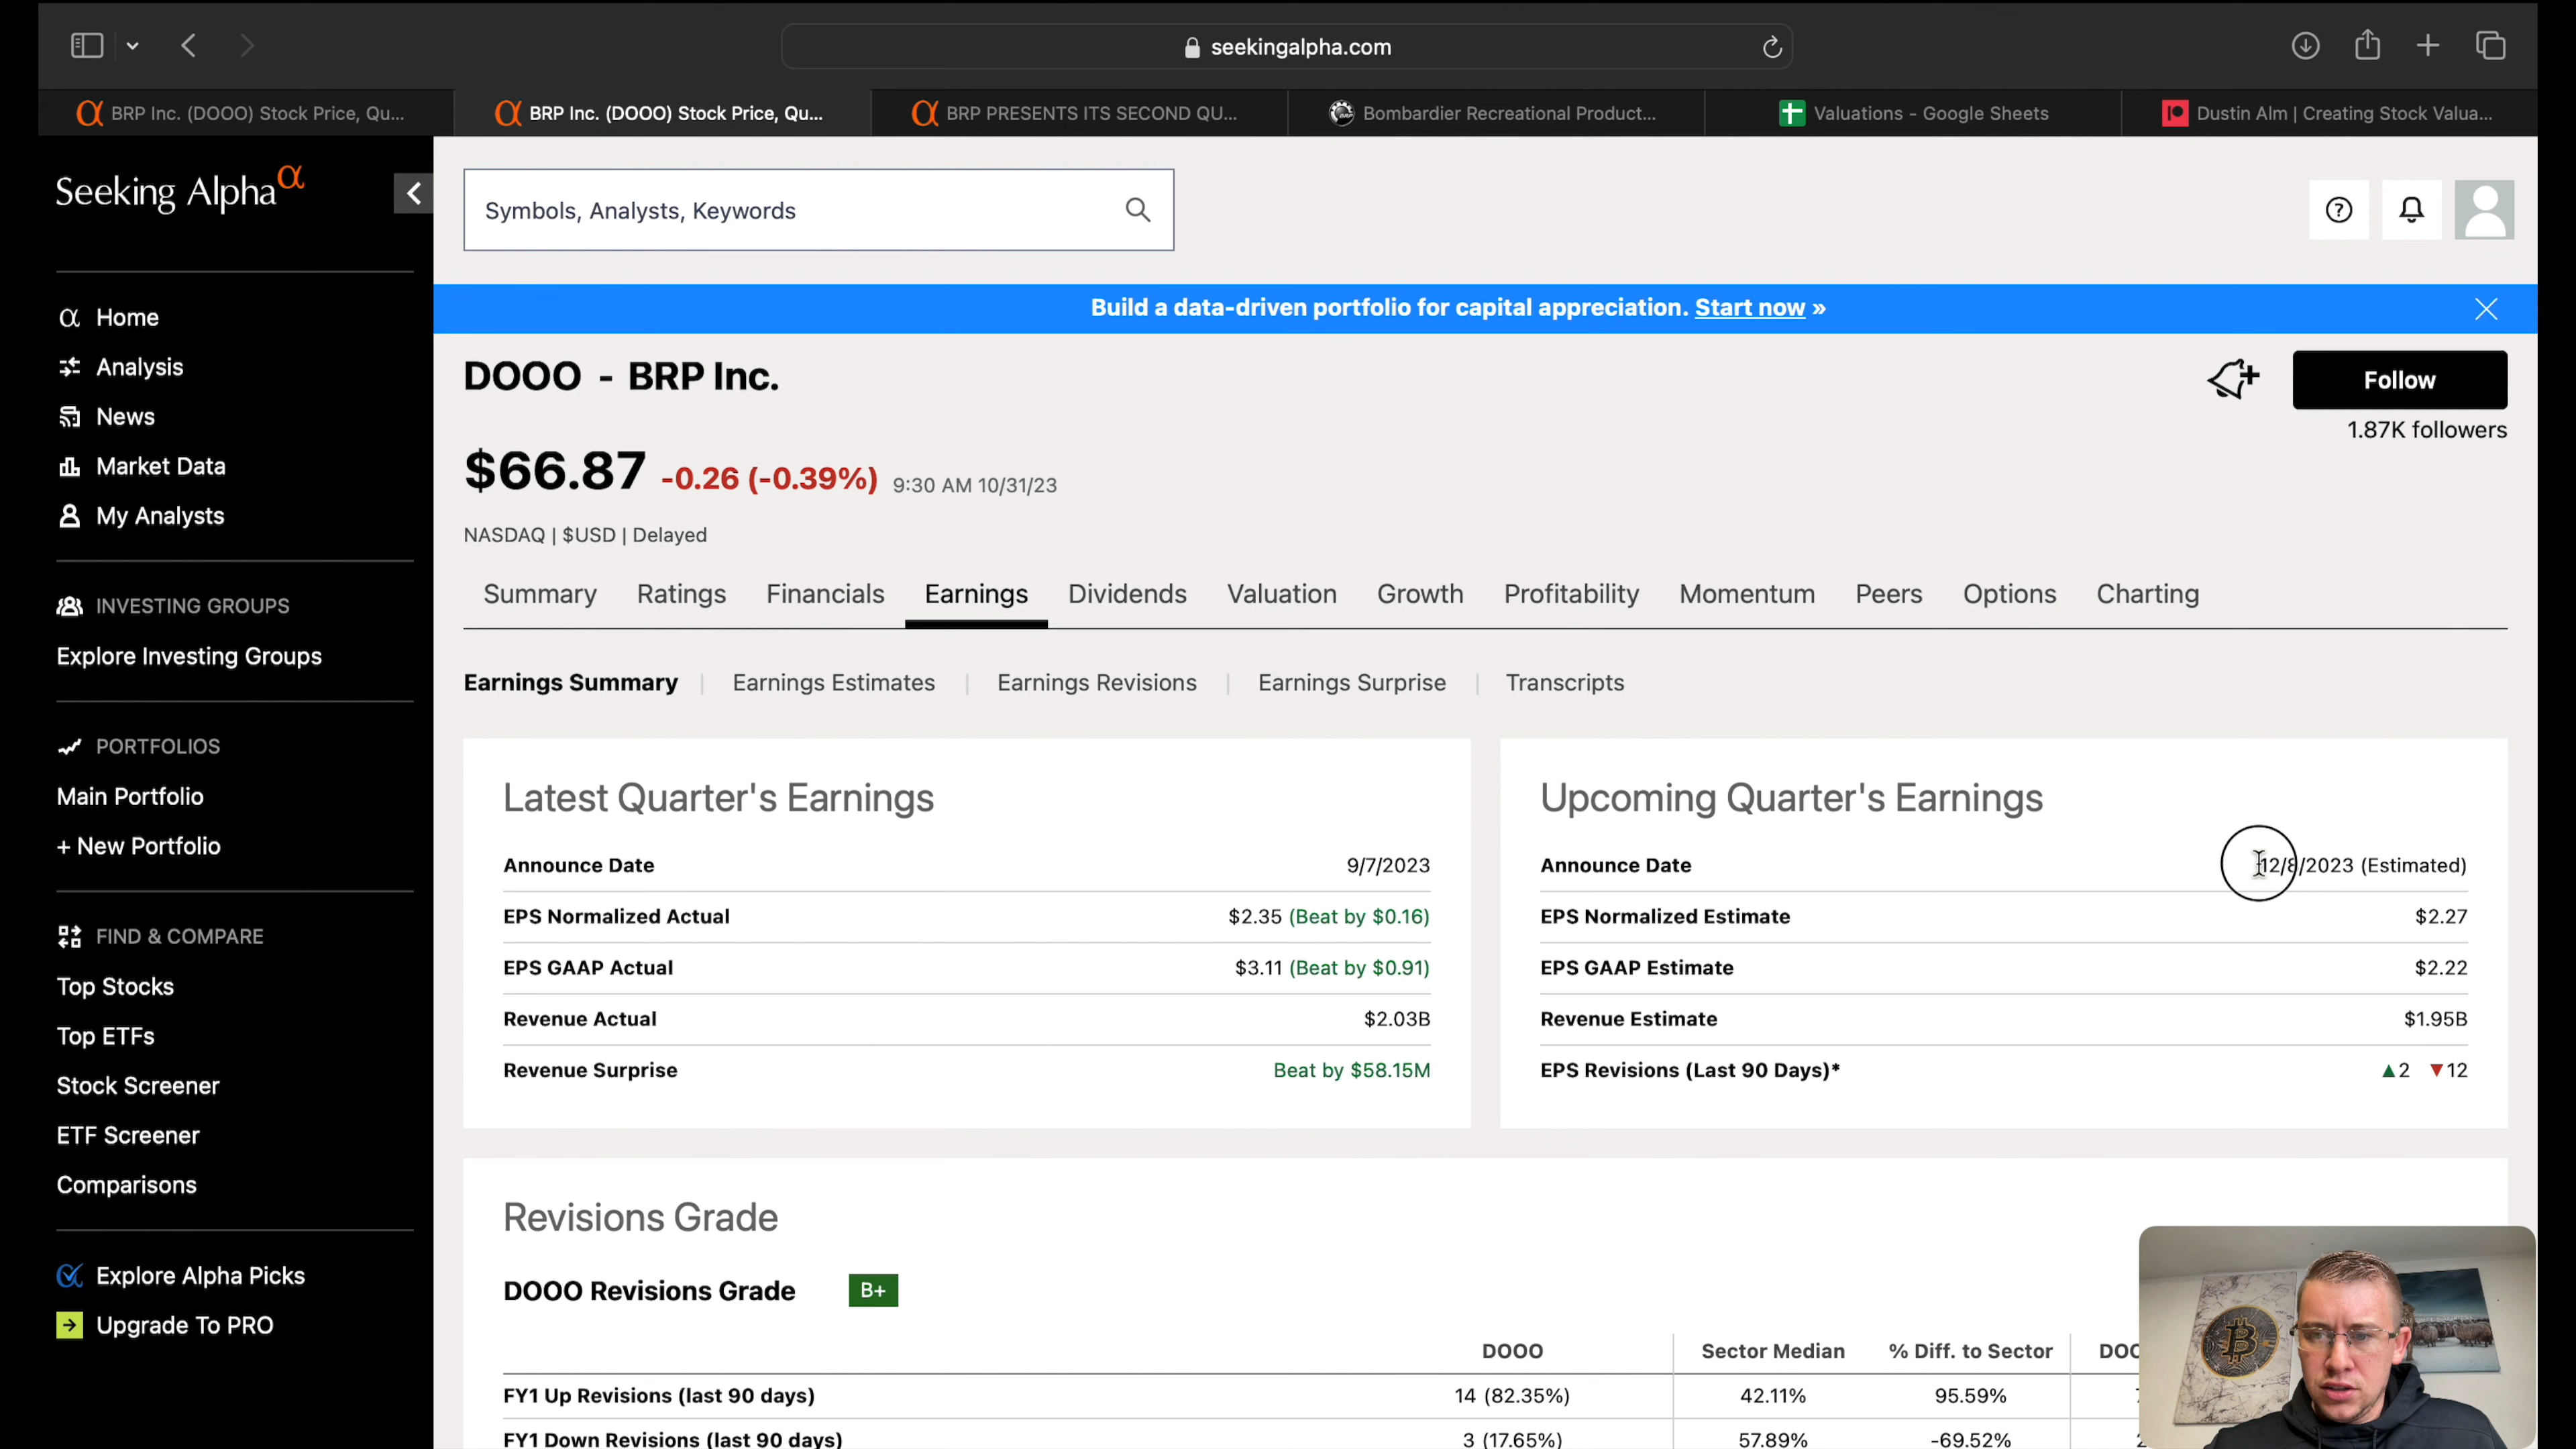 seekingalpha.com
BRP Inc. (DOOO) Stock Price, Qu...
BRP Inc. (DOOO) Stock Price, Qu...
BRP PRESENTS ITS SECOND QU...
Bombardier Recreational Product...
Valuations - Google Sheets
Dustin Alm | Creating Stock Valua...
Seeking Alpha α
Symbols, Analysts, Keywords
Build a data-driven portfolio for capital appreciation. Start now »
Home
Analysis
News
Market Data
My Analysts
INVESTING GROUPS
Explore Investing Groups
PORTFOLIOS
Main Portfolio
+ New Portfolio
FIND & COMPARE
Top Stocks
Top ETFs
Stock Screener
ETF Screener
Comparisons
Explore Alpha Picks
Upgrade To PRO
DOOO - BRP Inc.
Follow
1.87K followers
$66.87 -0.26 (-0.39%) 9:30 AM 10/31/23
NASDAQ | $USD | Delayed
Summary Ratings Financials Earnings Dividends Valuation Growth Profitability Momentum Peers Options Charting
Earnings Summary | Earnings Estimates | Earnings Revisions | Earnings Surprise | Transcripts
Latest Quarter's Earnings
Announce Date 9/7/2023
EPS Normalized Actual $2.35 (Beat by $0.16)
EPS GAAP Actual $3.11 (Beat by $0.91)
Revenue Actual $2.03B
Revenue Surprise Beat by $58.15M
Upcoming Quarter's Earnings
Announce Date 12/8/2023 (Estimated)
EPS Normalized Estimate $2.27
EPS GAAP Estimate $2.22
Revenue Estimate $1.95B
EPS Revisions (Last 90 Days)* ▲2 ▼12
Revisions Grade
DOOO Revisions Grade B+
DOOO Sector Median % Diff. to Sector
FY1 Up Revisions (last 90 days) 14 (82.35%) 42.11% 95.59%
FY1 Down Revisions (last 90 days) 3 (17.65%) 57.89% -69.52%